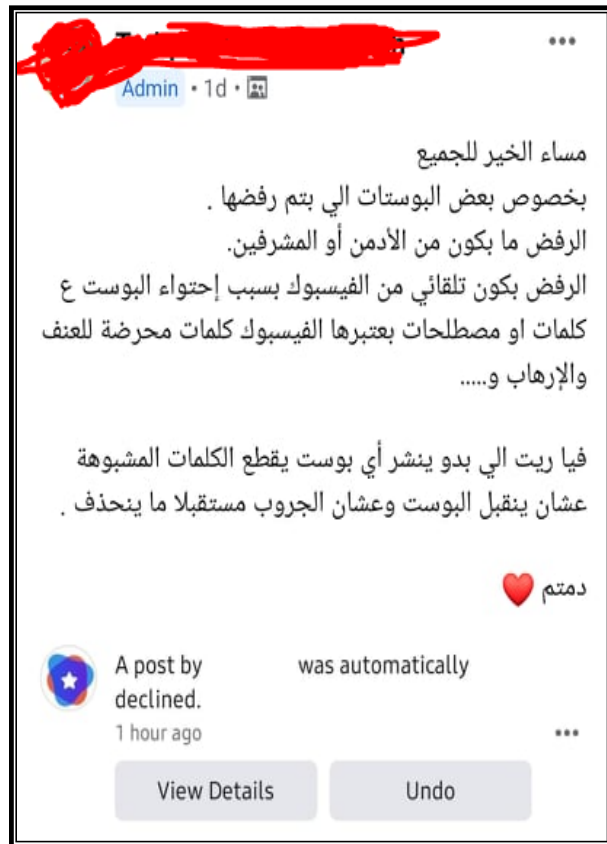 Admin • 1d •
مساء الخير للجميع
بخصوص بعض البوستات الي بتم رفضها .
الرفض ما بكون من الأدمن أو المشرفين.
الرفض بكون تلقائي من الفيسبوك بسبب إحتواء البوست ع
كلمات او مصطلحات بعتبرها الفيسبوك كلمات محرضة للعنف
والإرهاب و.....
فيا ريت الي بدو ينشر أي بوست يقطع الكلمات المشبوهة
عشان ينقبل البوست وعشان الجروب مستقبلا ما ينحذف .
دمتم ❤️
A post by was automatically
declined.
1 hour ago
View Details
Undo